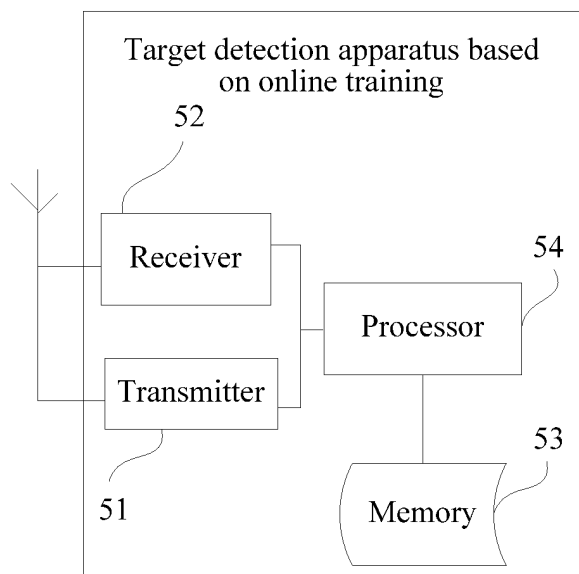 Target detection apparatus based
on online training
52
Receiver
54
Processor
Transmitter
51
53
Memory